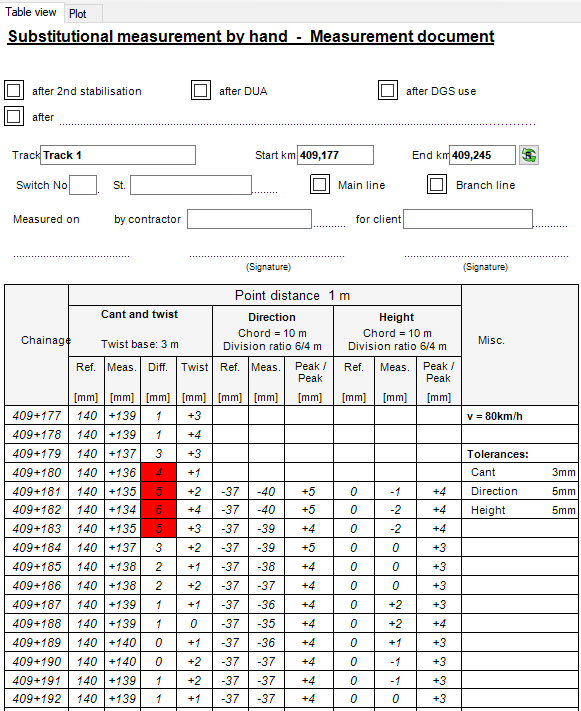 Table view Plot
Substitutional measurement by hand - Measurement document
after 2nd stabilisation after DUA after DGS use
after
Track Track 1 Start km 409,177 End km 409,245
Switch No St. Main line Branch line
Measured on by contractor for client
(Signature) (Signature)
Chainage Point distance 1 m Misc.
Cant and twist Direction Height
Chord = 10 m Chord = 10 m
Twist base: 3 m Division ratio 6/4 m Division ratio 6/4 m
Ref. Meas. Diff. Twist Ref. Meas. Peak / Peak Ref. Meas. Peak / Peak
[mm] [mm] [mm] [mm] [mm] [mm] [mm] [mm] [mm] [mm]
409+177 140 +139 1 +3 v = 80km/h
409+178 140 +139 1 +4
409+179 140 +137 3 +3 Tolerances:
409+180 140 +136 4 +1 Cant 3mm
409+181 140 +135 5 +2 -37 -40 +5 0 -1 +4 Direction 5mm
409+182 140 +134 6 +4 -37 -40 +5 0 -2 +4 Height 5mm
409+183 140 +135 5 +3 -37 -39 +4 0 -2 +4
409+184 140 +137 3 +2 -37 -39 +5 0 0 +3
409+185 140 +138 2 +1 -37 -38 +4 0 0 +3
409+186 140 +138 2 +2 -37 -37 +4 0 0 +3
409+187 140 +139 1 +1 -37 -36 +4 0 +2 +3
409+188 140 +139 1 0 -37 -35 +4 0 +2 +4
409+189 140 +140 0 +1 -37 -36 +4 0 +1 +3
409+190 140 +140 0 +2 -37 -37 +4 0 -1 +3
409+191 140 +139 1 +2 -37 -37 +4 0 -1 +3
409+192 140 +139 1 +1 -37 -37 +4 0 0 +3